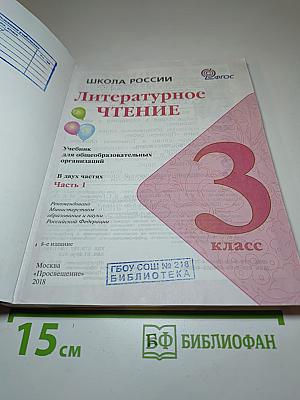 ШКОЛА РОССИИ
ФГОС
Литературное
ЧТЕНИЕ
Учебник
для общеобразовательных
организаций
В двух частях
Часть 1
3
класс
Рекомендовано
Министерством
образования и науки
Российской Федерации
8-е издание
Москва
«Просвещение»
2018
ГБОУ СОШ № 218
БИБЛИОТЕКА
15 см
БФ БИБЛИОФАН